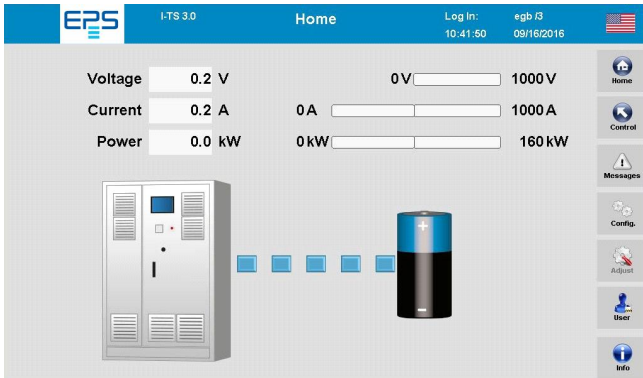 EPS
I-TS 3.0
Home
Log In: egb /3
10:41:50 09/16/2016
Voltage 0.2 V 0 V 1000 V
Current 0.2 A 0 A 1000 A
Power 0.0 kW 0 kW 160 kW
Home
Control
Messages
Config.
Adjust
User
Info
+
-